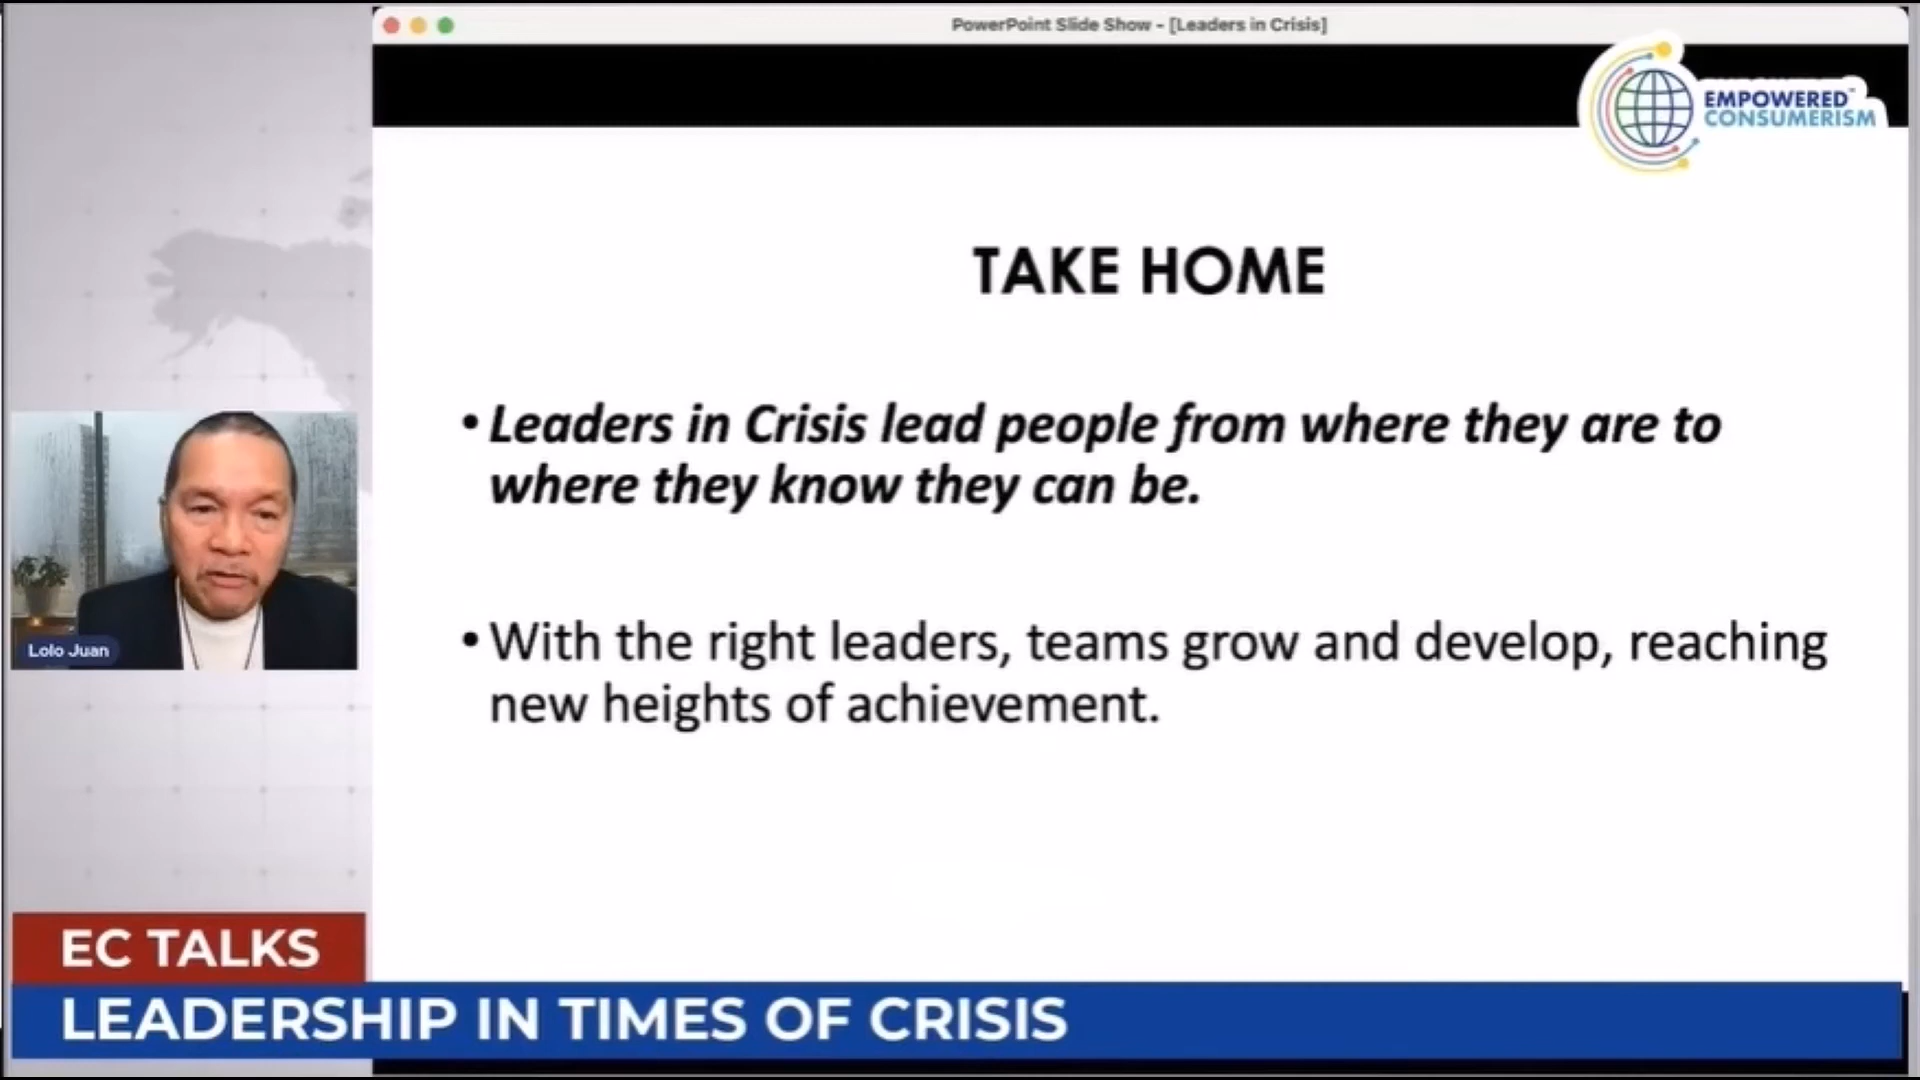 PowerPoint Slide Show - [Leaders in Crisis]
EMPOWERED™
CONSUMERISM
TAKE HOME
• Leaders in Crisis lead people from where they are to
where they know they can be.
• With the right leaders, teams grow and develop, reaching
new heights of achievement.
Lolo Juan
EC TALKS
LEADERSHIP IN TIMES OF CRISIS